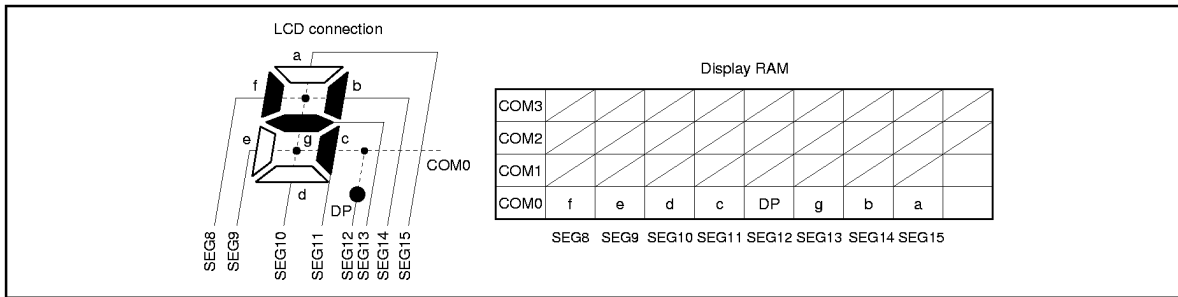 LCD connection
a
f
b
e
g
c
COM0
d
DP
SEG8
SEG9
SEG10
SEG11
SEG12
SEG13
SEG14
SEG15
Display RAM
COM3
COM2
COM1
COM0 f e d c DP g b a
SEG8 SEG9 SEG10 SEG11 SEG12 SEG13 SEG14 SEG15